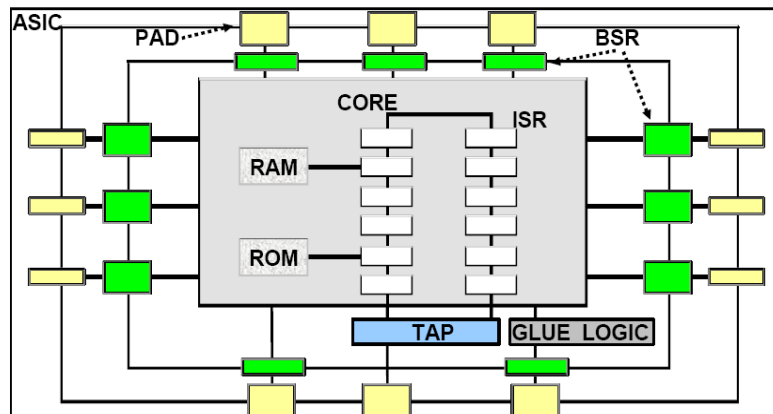 ASIC
PAD
BSR
CORE
ISR
RAM
ROM
TAP
GLUE LOGIC